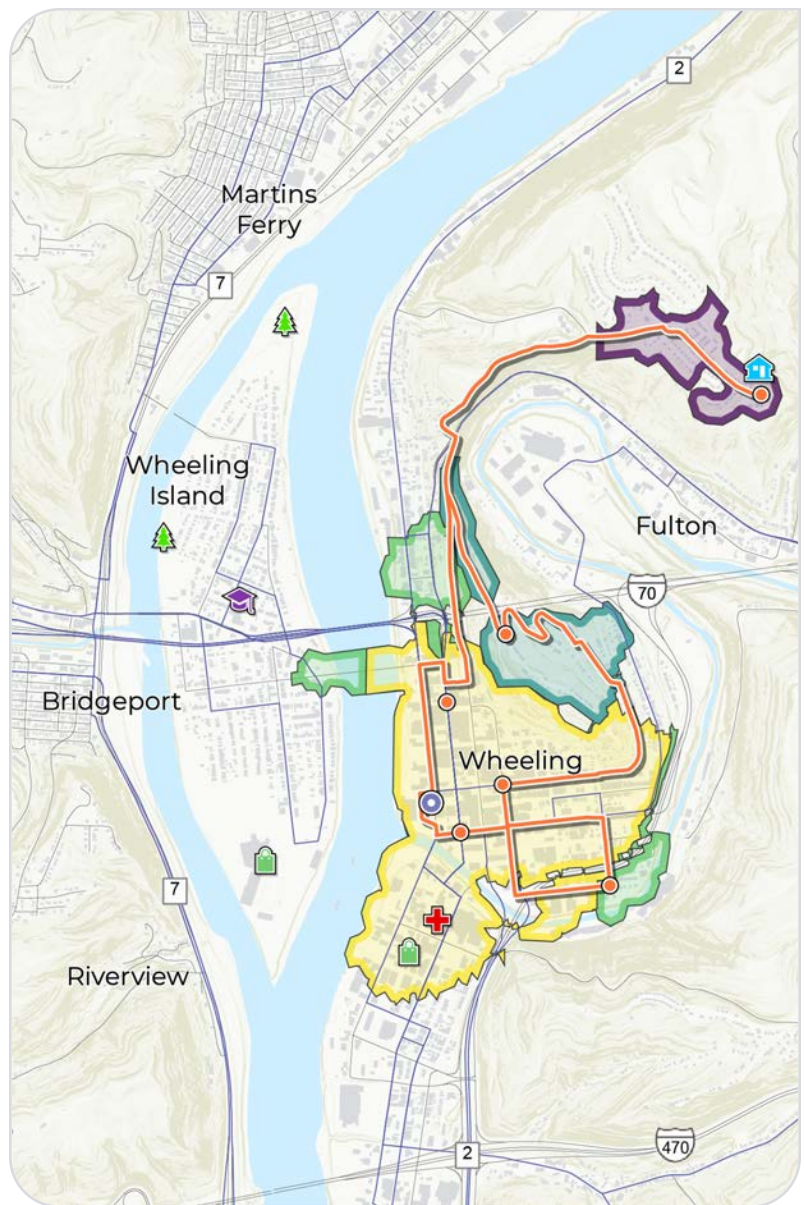 2
Martins
Ferry
7
Wheeling
Island
Fulton
70
Bridgeport
Wheeling
7
Riverview
2
470